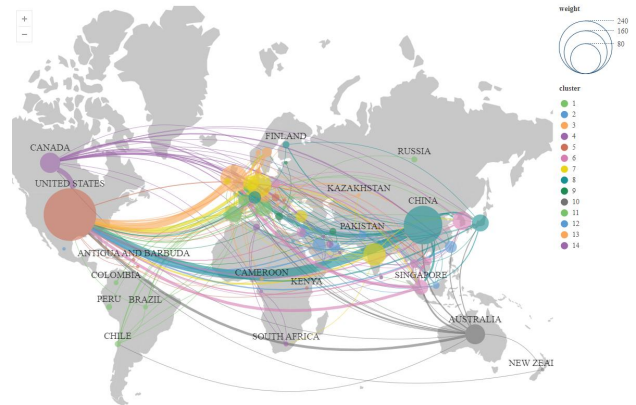 +
−
weight
240
160
80
cluster
1
2
3
4
5
6
7
8
9
10
11
12
13
14
CANADA
FINLAND
RUSSIA
UNITED STATES
KAZAKHSTAN
CHINA
PAKISTAN
ANTIGUA AND BARBUDA
COLOMBIA
CAMEROON
KENYA
SINGAPORE
PERU
BRAZIL
AUSTRALIA
CHILE
SOUTH AFRICA
NEW ZEAI